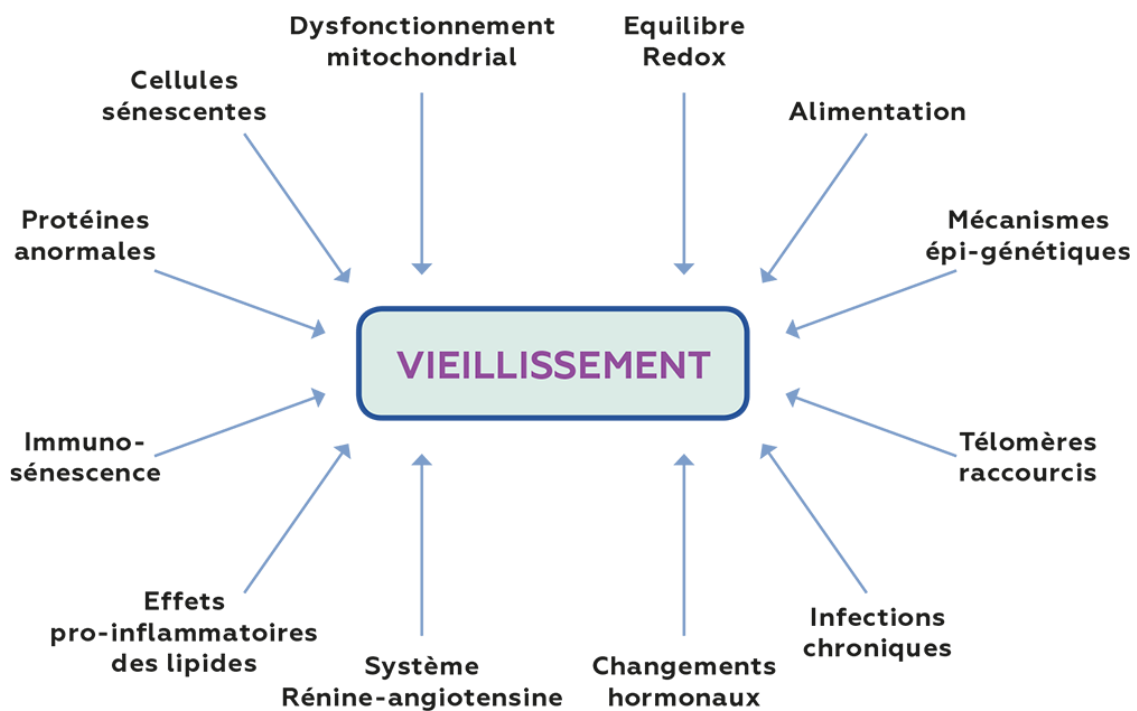 Dysfonctionnement
mitochondrial
Equilibre
Redox
Cellules
sénescentes
Alimentation
Protéines
anormales
Mécanismes
épi-génétiques
VIEILLISSEMENT
Immuno-
sénescence
Télomères
raccourcis
Effets
pro-inflammatoires
des lipides
Infections
chroniques
Système
Rénine-angiotensine
Changements
hormonaux